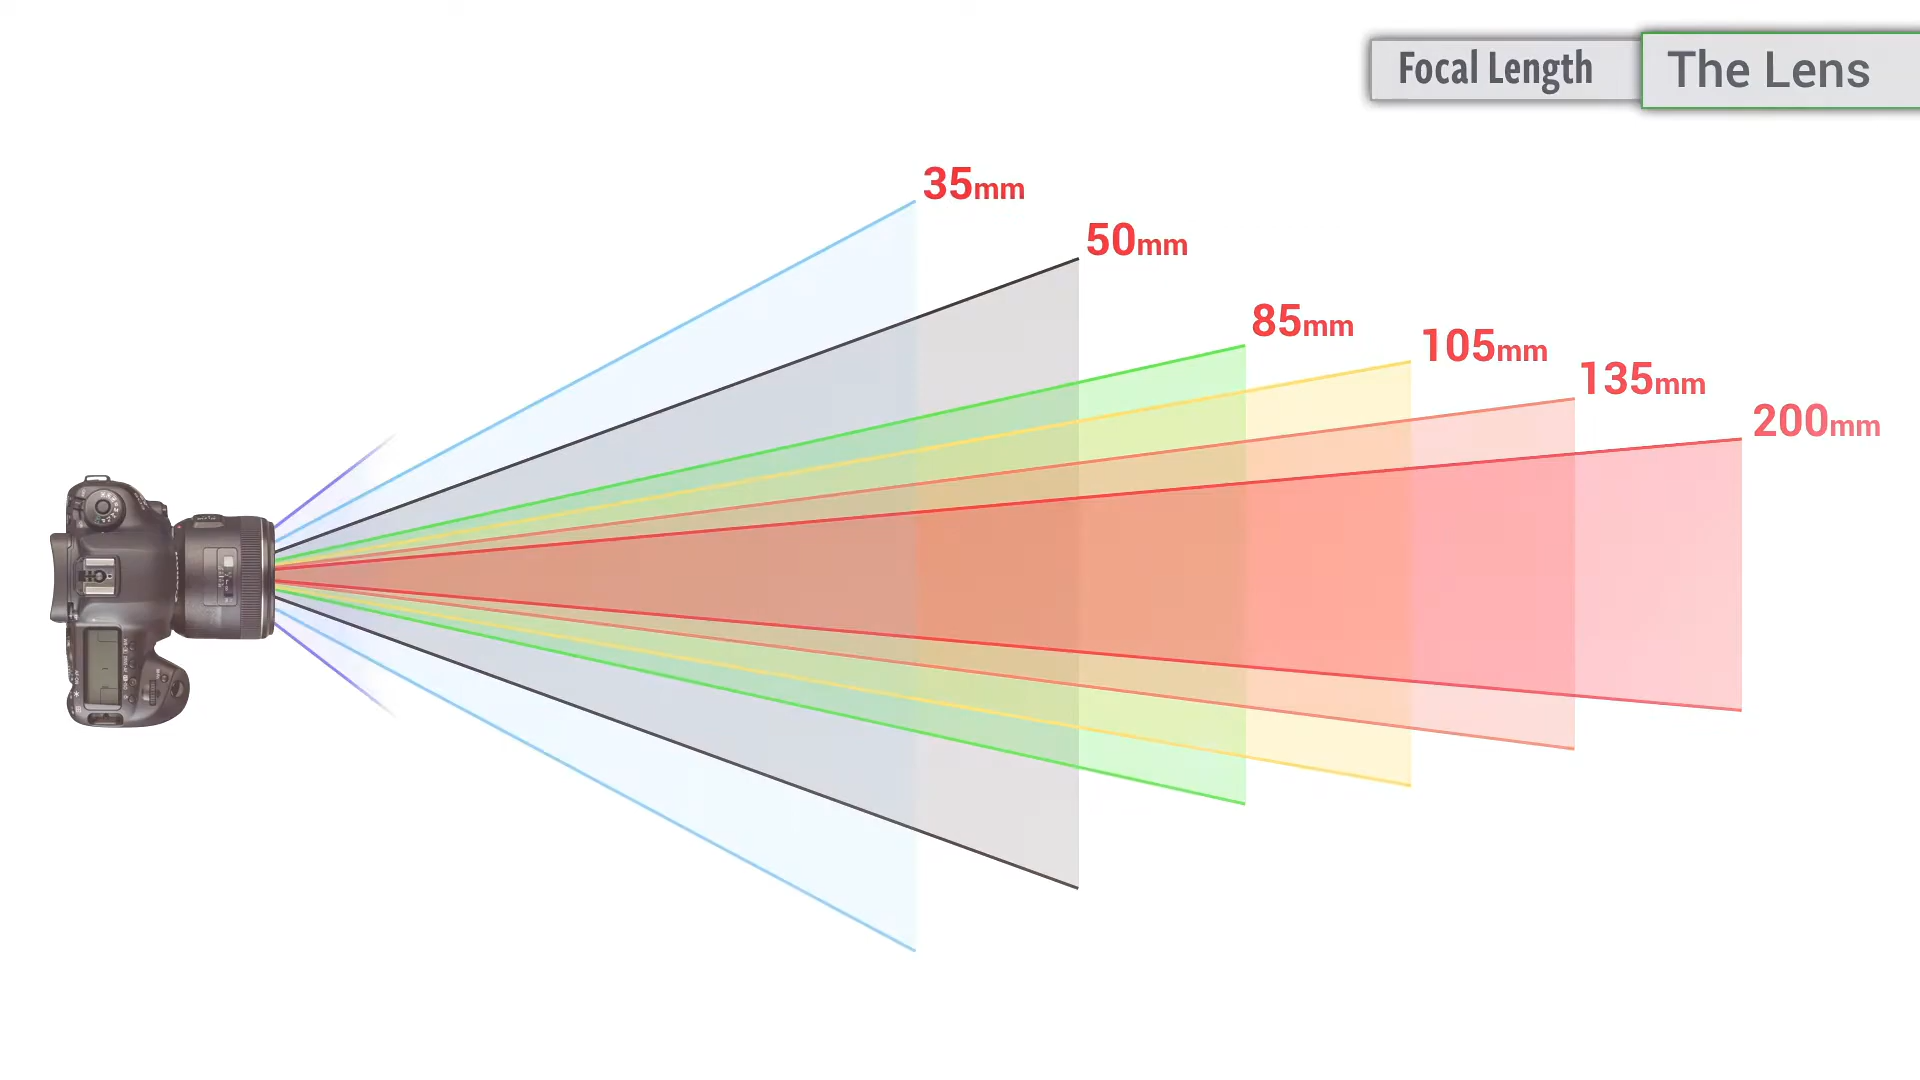 Focal Length
The Lens
35mm
50mm
85mm
105mm
135mm
200mm